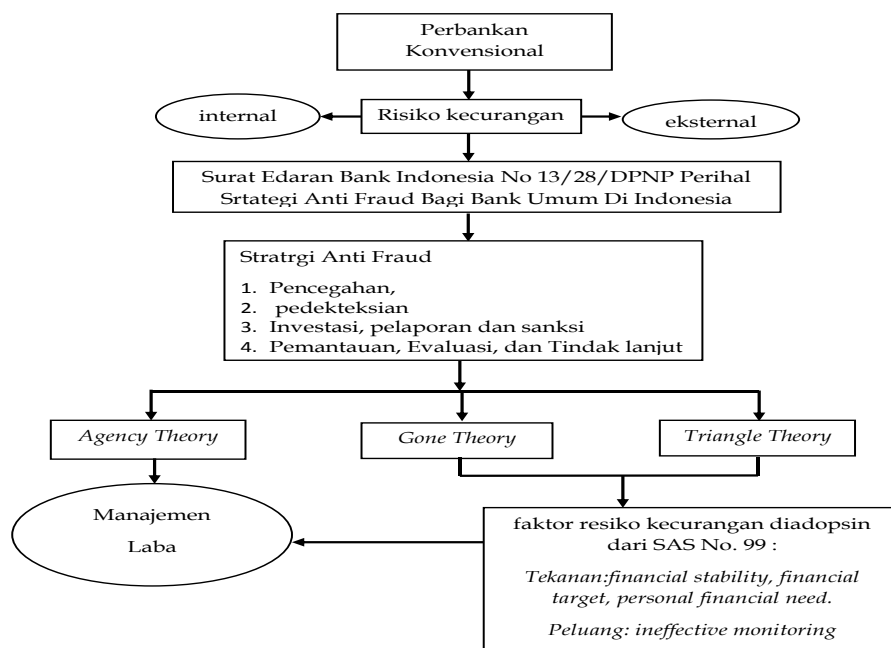 Perbankan
Konvensional
internal
Risiko kecurangan
eksternal
Surat Edaran Bank Indonesia No 13/28/DPNP Perihal
Srtategi Anti Fraud Bagi Bank Umum Di Indonesia
Stratrgi Anti Fraud
1. Pencegahan,
2. pedekteksian
3. Investasi, pelaporan dan sanksi
4. Pemantauan, Evaluasi, dan Tindak lanjut
Agency Theory
Gone Theory
Triangle Theory
Manajemen
Laba
faktor resiko kecurangan diadopsin
dari SAS No. 99 :
Tekanan:financial stability, financial
target, personal financial need.
Peluang: ineffective monitoring